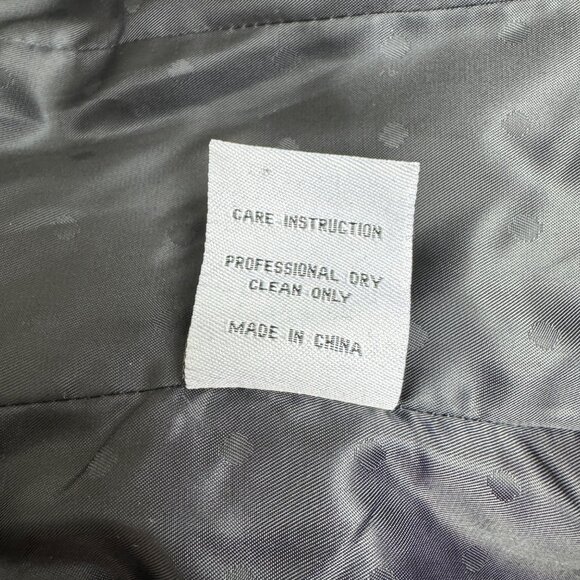 CARE INSTRUCTION
PROFESSIONAL DRY
CLEAN ONLY
MADE IN CHINA